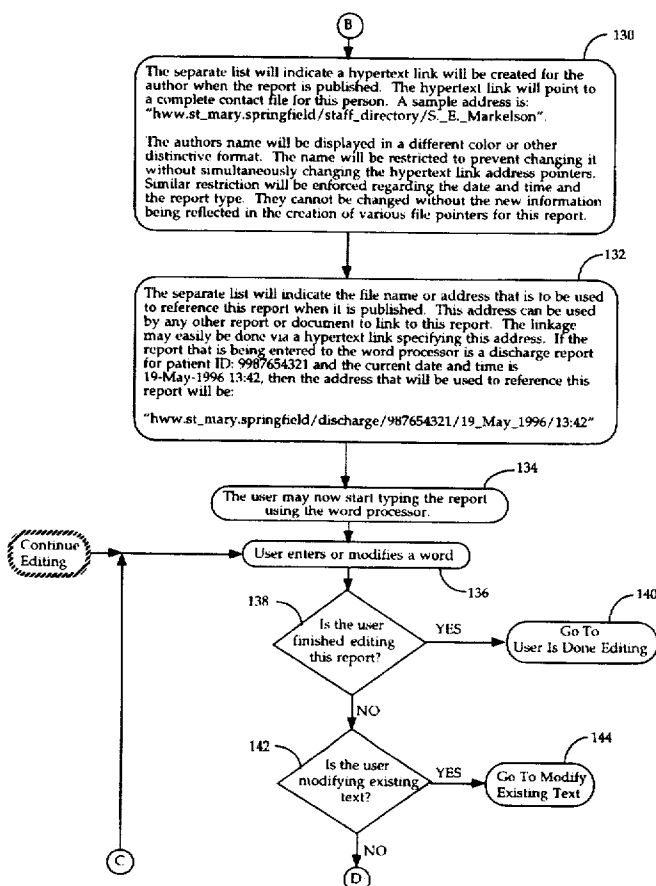 B
130
The separate list will indicate a hypertext link will be created for the
author when the report is published. The hypertext link will point to
a complete contact file for this person. A sample address is:
"hww.st_mary.springfield/staff_directory/S._E._Markelson".
The authors name will be displayed in a different color or other
distinctive format. The name will be restricted to prevent changing it
without simultaneously changing the hypertext link address pointers.
Similar restriction will be enforced regarding the date and time and
the report type. They cannot be changed without the new information
being reflected in the creation of various file pointers for this report.
132
The separate list will indicate the file name or address that is to be used
to reference this report when it is published. This address can be used
by any other report or document to link to this report. The linkage
may easily be done via a hypertext link specifying this address. If the
report that is being entered to the word processor is a discharge report
for patient ID: 9987654321 and the current date and time is
19-May-1996 13:42, then the address that will be used to reference this
report will be:
"hww.st_mary.springfield/discharge/987654321/19_May_1996/13:42"
134
The user may now start typing the report
using the word processor.
Continue
Editing
User enters or modifies a word
136
138
Is the user
finished editing
this report?
YES
140
Go To
User Is Done Editing
NO
142
Is the user
modifying existing
text?
YES
144
Go To Modify
Existing Text
NO
C
D